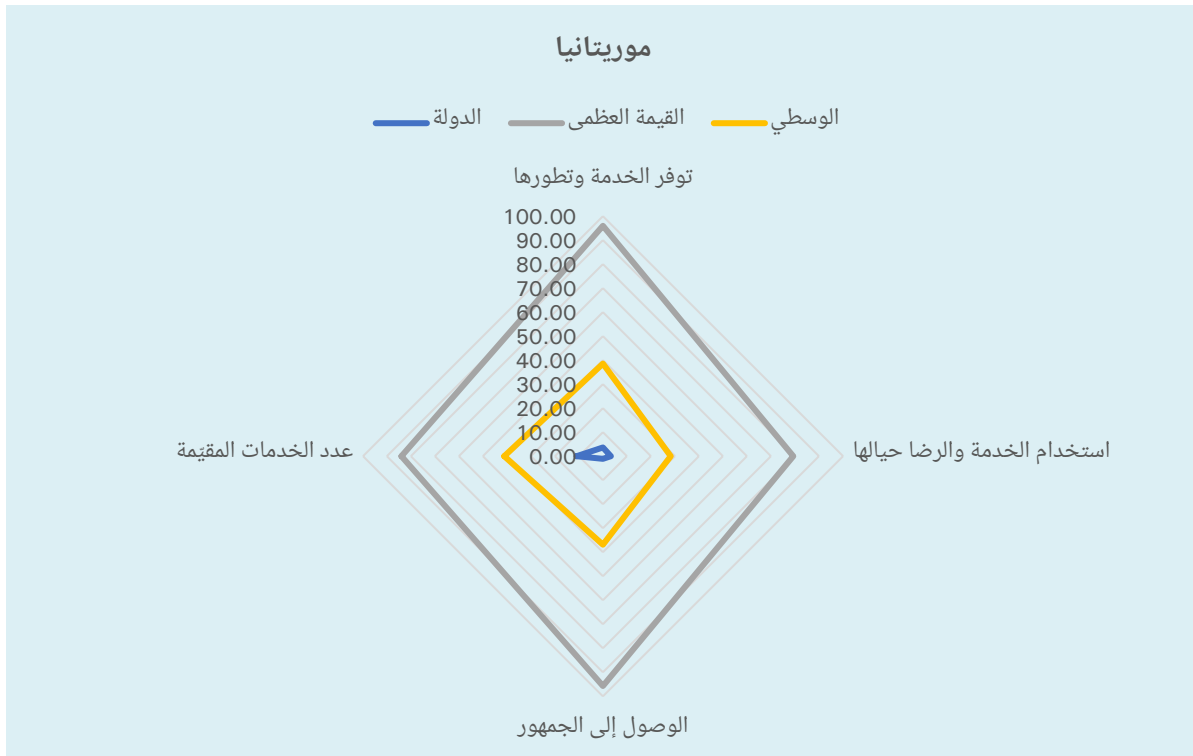 موريتانيا
الدولة القيمة العظمى الوسطي
توفر الخدمة وتطورها
100.00
90.00
80.00
70.00
60.00
50.00
40.00
30.00
20.00
10.00
0.00
استخدام الخدمة والرضا حيالها
عدد الخدمات المقيّمة
الوصول إلى الجمهور